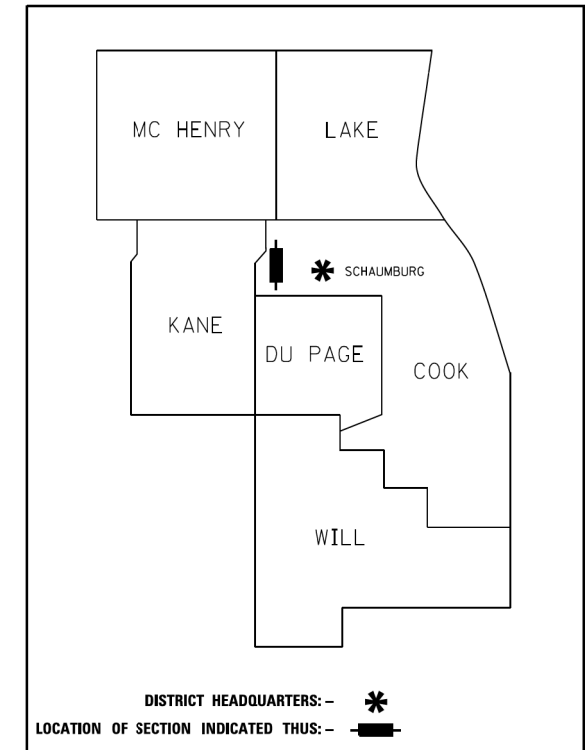 MC HENRY
LAKE
SCHAUMBURG
KANE
DU PAGE
COOK
WILL
DISTRICT HEADQUARTERS: –
LOCATION OF SECTION INDICATED THUS: –